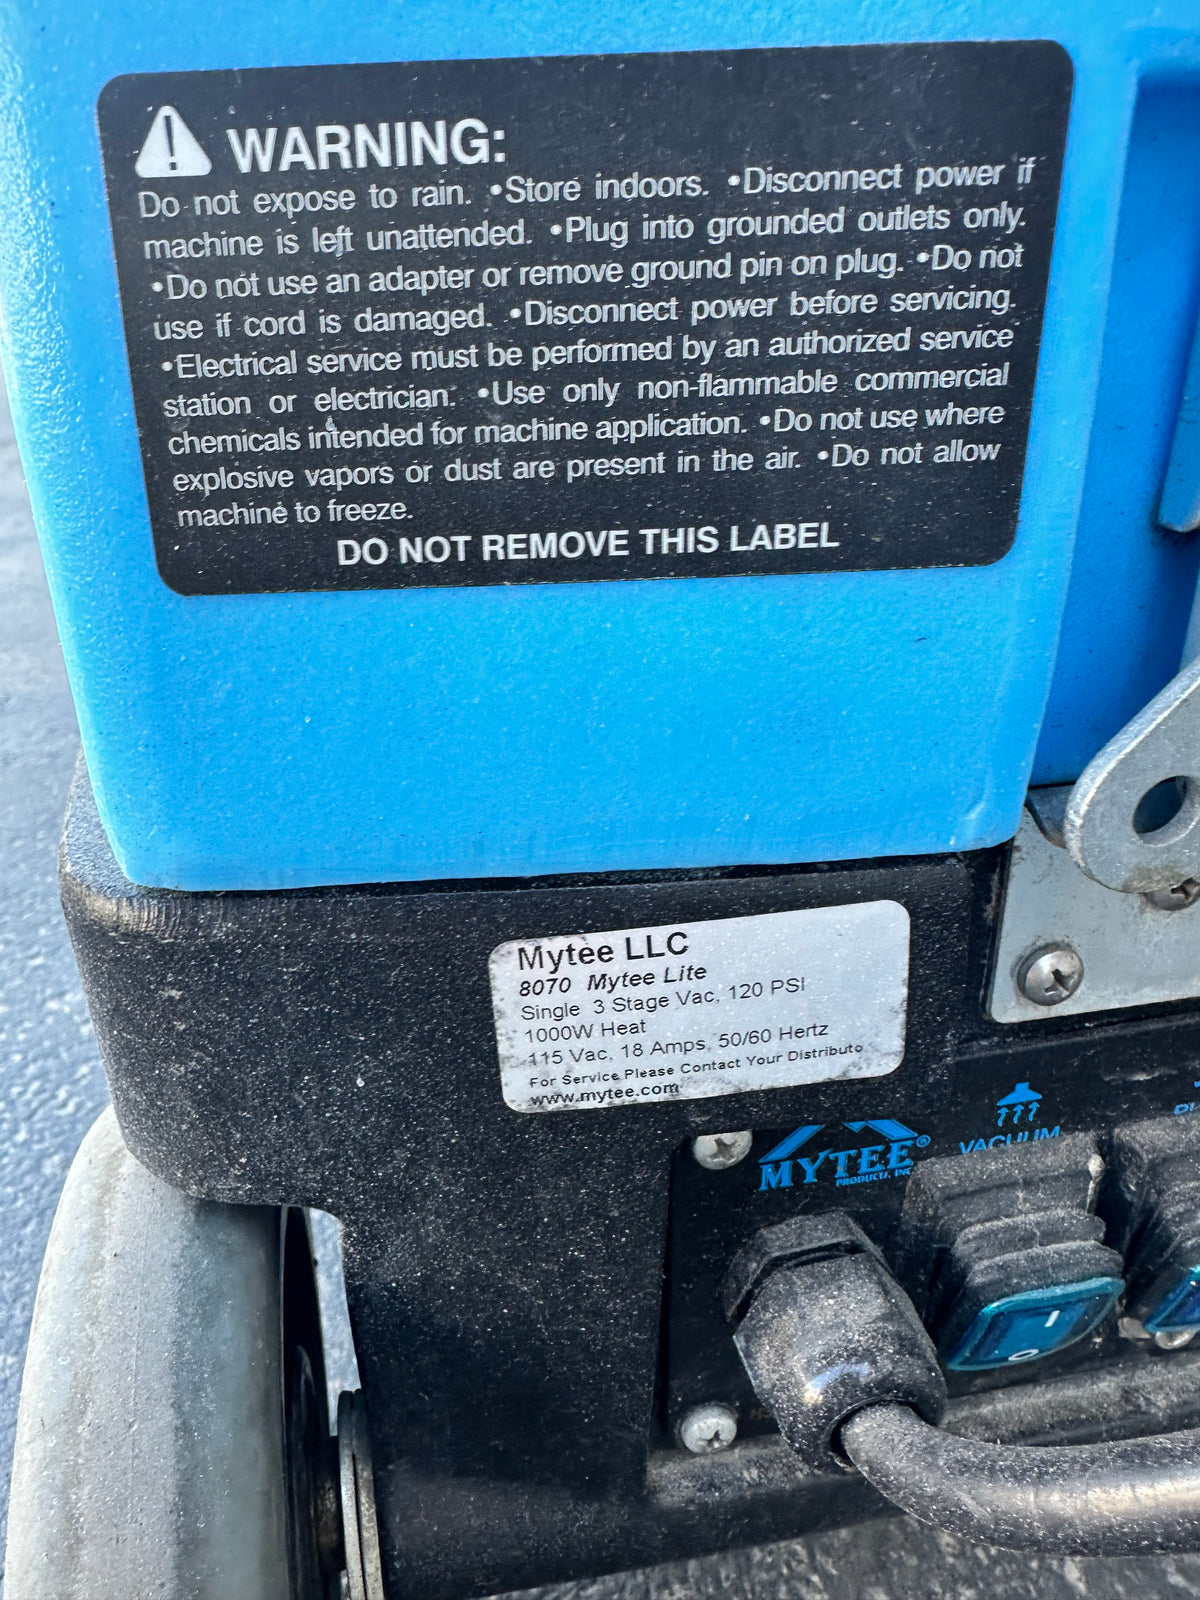 WARNING:
Do not expose to rain. •Store indoors. •Disconnect power if
machine is left unattended. •Plug into grounded outlets only.
•Do not use an adapter or remove ground pin on plug. •Do not
use if cord is damaged. •Disconnect power before servicing.
•Electrical service must be performed by an authorized service
station or electrician. •Use only non-flammable commercial
chemicals intended for machine application. •Do not use where
explosive vapors or dust are present in the air. •Do not allow
machine to freeze.
DO NOT REMOVE THIS LABEL
Mytee LLC
8070 Mytee Lite
Single 3 Stage Vac, 120 PSI
1000W Heat
115 Vac, 18 Amps, 50/60 Hertz
For Service Please Contact Your Distributo
www.mytee.com
MYTEE®
PRODUCTS, INC
VACUUM
I
O